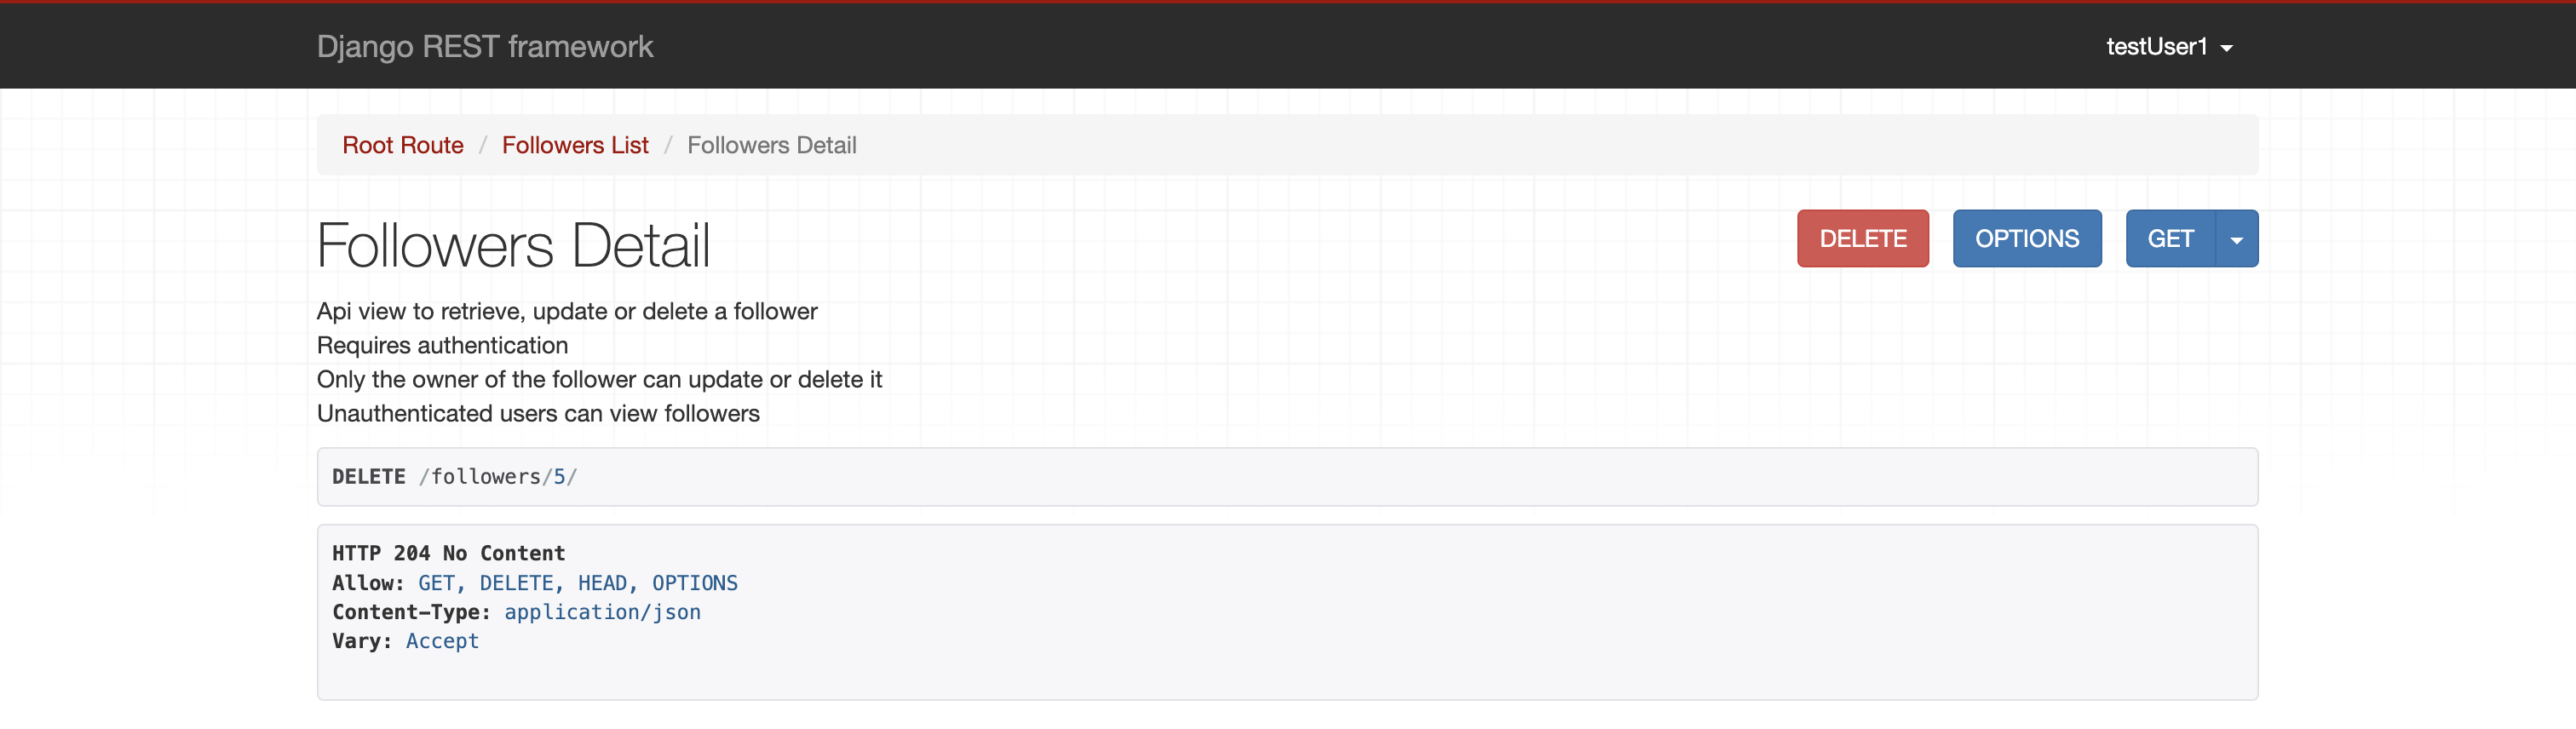 Django REST framework
testUser1
Root Route / Followers List / Followers Detail
Followers Detail
DELETE
OPTIONS
GET
Api view to retrieve, update or delete a follower
Requires authentication
Only the owner of the follower can update or delete it
Unauthenticated users can view followers
DELETE /followers/5/
HTTP 204 No Content
Allow: GET, DELETE, HEAD, OPTIONS
Content-Type: application/json
Vary: Accept